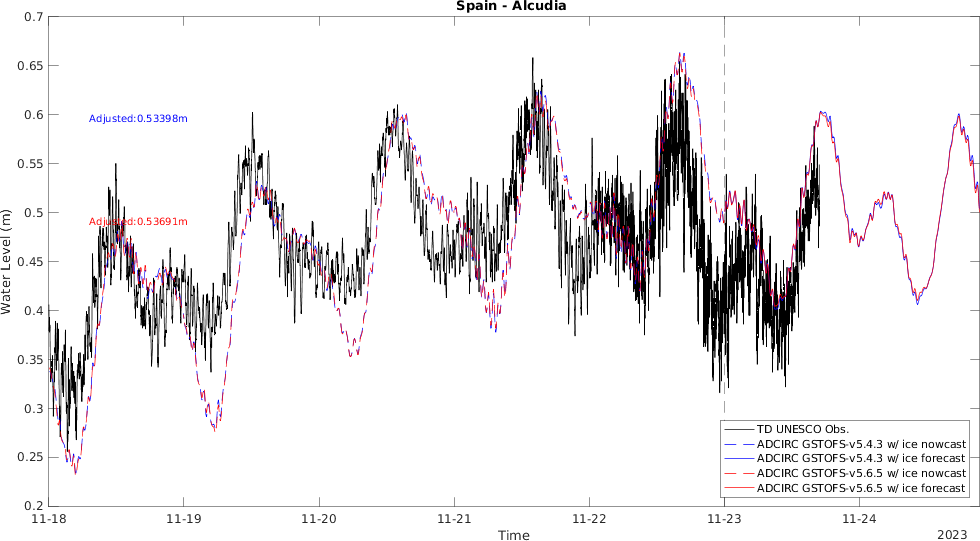 Spain - Alcudia
0.7
0.65
0.6
0.55
0.5
0.45
0.4
0.35
0.3
0.25
0.2
Water Level (m)
Adjusted:0.53398m
Adjusted:0.53691m
TD UNESCO Obs.
ADCIRC GSTOFS-v5.4.3 w/ ice nowcast
ADCIRC GSTOFS-v5.4.3 w/ ice forecast
ADCIRC GSTOFS-v5.6.5 w/ ice nowcast
ADCIRC GSTOFS-v5.6.5 w/ ice forecast
11-18 11-19 11-20 11-21 11-22 11-23 11-24
Time
2023